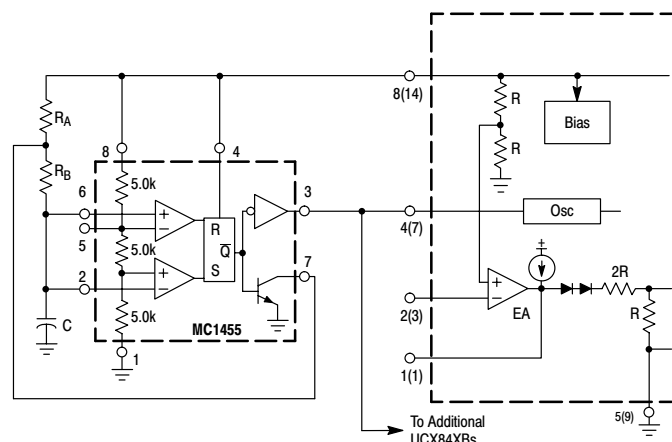 8(14)
R
Bias
R
RA
RB
8
4
5.0k
6
5
5.0k
2
5.0k
+
−
+
−
R
Q
S
3
7
C
MC1455
1
4(7)
Osc
2(3)
+
−
EA
2R
R
1(1)
5(9)
To Additional
UCX84XBs